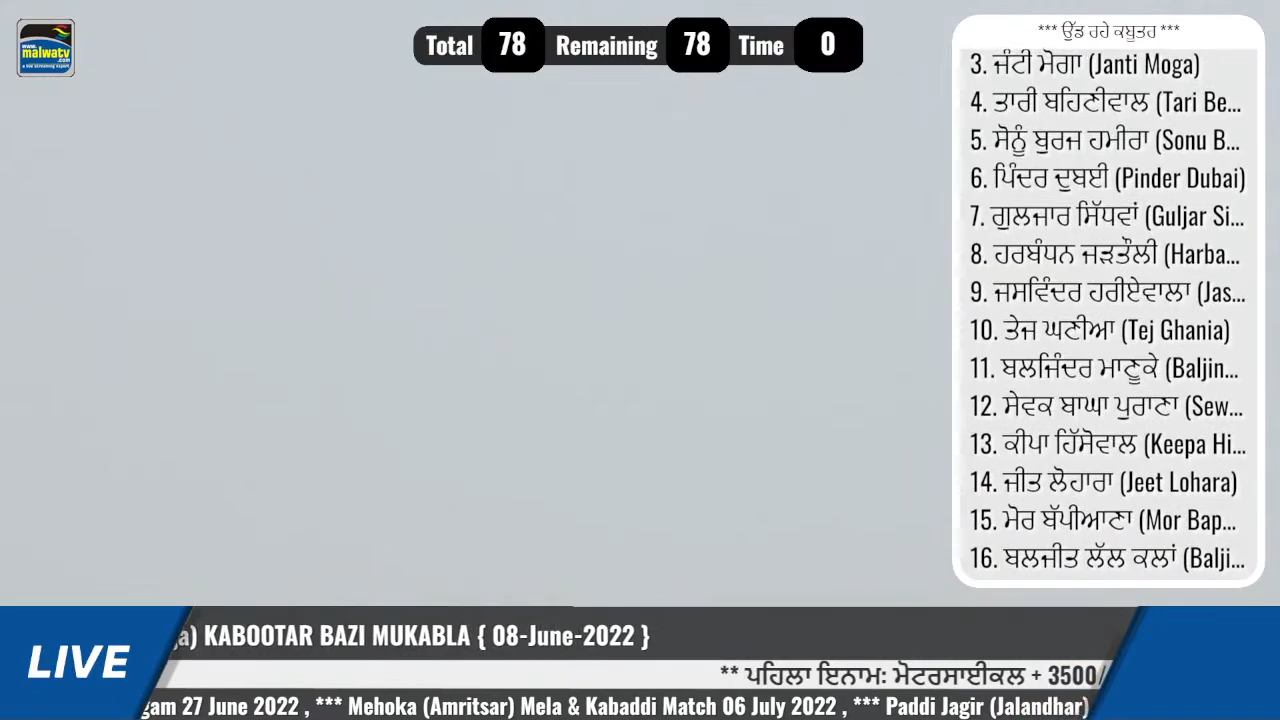 www.
malwatv
.com
a live streaming expert
Total 78 Remaining 78 Time 0
*** ਉੱਡ ਰਹੇ ਕਬੂਤਰ ***
3. ਜੰਟੀ ਮੋਗਾ (Janti Moga)
4. ਤਾਰੀ ਬਹਿਣੀਵਾਲ (Tari Be...
5. ਸੋਨੂੰ ਬੁਰਜ ਹਮੀਰਾ (Sonu B...
6. ਪਿੰਦਰ ਦੁਬਈ (Pinder Dubai)
7. ਗੁਲਜਾਰ ਸਿੱਧਵਾਂ (Guljar Si...
8. ਹਰਬੰਧਨ ਜੜਤੌਲੀ (Harba...
9. ਜਸਵਿੰਦਰ ਹਰੀਏਵਾਲਾ (Jas...
10. ਤੇਜ ਘਣੀਆ (Tej Ghania)
11. ਬਲਜਿੰਦਰ ਮਾਣੂਕੇ (Baljin...
12. ਸੇਵਕ ਬਾਘਾ ਪੁਰਾਣਾ (Sew...
13. ਕੀਪਾ ਹਿੱਸੋਵਾਲ (Keepa Hi...
14. ਜੀਤ ਲੋਹਾਰਾ (Jeet Lohara)
15. ਮੋਰ ਬੱਪੀਆਣਾ (Mor Bap...
16. ਬਲਜੀਤ ਲੱਲ ਕਲਾਂ (Balji...
LIVE
ga) KABOOTAR BAZI MUKABLA { 08-June-2022 }
** ਪਹਿਲਾ ਇਨਾਮ: ਮੋਟਰਸਾਈਕਲ + 3500/
gam 27 June 2022 , *** Mehoka (Amritsar) Mela & Kabaddi Match 06 July 2022 , *** Paddi Jagir (Jalandhar)